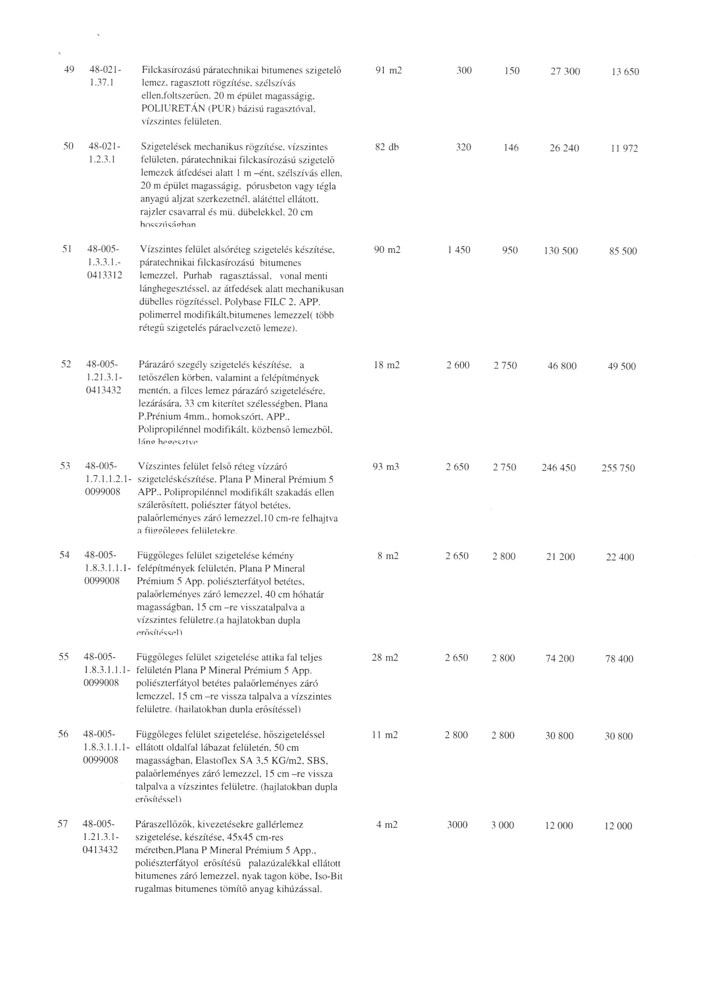 49 48-021- Filckasírozású páratechnikai bitumenes szigetelő 91 m2 300 150 27 300 13 650
1.37.1 lemez, ragasztott rögzítése, szélszívás
ellen,foltszerűen, 20 m épület magasságig,
POLIURETÁN (PUR) bázisú ragasztóval,
vízszintes felületen.
50 48-021- Szigetelések mechanikus rögzítése, vízszintes 82 db 320 146 26 240 11 972
1.2.3.1 felületen, páratechnikai filckasírozású szigetelő
lemezek átfedései alatt 1 m –ént, szélszívás ellen,
20 m épület magasságig, pórusbeton vagy tégla
anyagú aljzat szerkezetnél, alátéttel ellátott,
rajzler csavarral és mü. dübelekkel, 20 cm
hosszúságban
51 48-005- Vízszintes felület alsóréteg szigetelés készítése, 90 m2 1 450 950 130 500 85 500
1.3.3.1.- páratechnikai filckasírozású bitumenes
0413312 lemezzel, Purhab ragasztással, vonal menti
lánghegesztéssel, az átfedések alatt mechanikusan
dübelles rögzítéssel, Polybase FILC 2, APP.
polimerrel modifikált,bitumenes lemezzel( több
rétegű szigetelés páraelvezető lemeze).
52 48-005- Párazáró szegély szigetelés készítése, a 18 m2 2 600 2 750 46 800 49 500
1.21.3.1- tetőszélen körben, valamint a felépítmények
0413432 mentén, a filces lemez párazáró szigetelésére,
lezárására, 33 cm kiterítet szélességben, Plana
P.Prénium 4mm., homokszórt, APP.,
Polipropilénnel modifikált, közbenső lemezből,
láng hegesztve
53 48-005- Vízszintes felület felső réteg vízzáró 93 m3 2 650 2 750 246 450 255 750
1.7.1.1.2.1- szigeteléskészítése, Plana P Mineral Prémium 5
0099008 APP., Polipropilénnel modifikált szakadás ellen
szálerősített, poliészter fátyol betétes,
palaőrleményes záró lemezzel,10 cm-re felhajtva
a függőleges felületekre.
54 48-005- Függőleges felület szigetelése kémény 8 m2 2 650 2 800 21 200 22 400
1.8.3.1.1.1- felépítmények felületén, Plana P Mineral
0099008 Prémium 5 App. poliészterfátyol betétes,
palaőrleményes záró lemezzel, 40 cm hóhatár
magasságban, 15 cm –re visszatalpalva a
vízszintes felületre.(a hajlatokban dupla
erősítéssel)
55 48-005- Függőleges felület szigetelése attika fal teljes 28 m2 2 650 2 800 74 200 78 400
1.8.3.1.1.1- felületén Plana P Mineral Prémium 5 App.
0099008 poliészterfátyol betétes palaőrleményes záró
lemezzel, 15 cm –re vissza talpalva a vízszintes
felületre. (hajlatokban dupla erősítéssel)
56 48-005- Függőleges felület szigetelése, hőszigeteléssel 11 m2 2 800 2 800 30 800 30 800
1.8.3.1.1.1- ellátott oldalfal lábazat felületén, 50 cm
0099008 magasságban, Elastoflex SA 3,5 KG/m2, SBS,
palaőrleményes záró lemezzel, 15 cm –re vissza
talpalva a vízszintes felületre. (hajlatokban dupla
erősítéssel)
57 48-005- Páraszellőzők, kivezetésekre gallérlemez 4 m2 3000 3 000 12 000 12 000
1.21.3.1- szigetelése, készítése, 45x45 cm-res
0413432 méretben,Plana P Mineral Prémium 5 App.,
poliészterfátyol erősítésű palazúzalékkal ellátott
bitumenes záró lemezzel, nyak tagon köbe, Iso-Bit
rugalmas bitumenes tömítő anyag kihúzással.